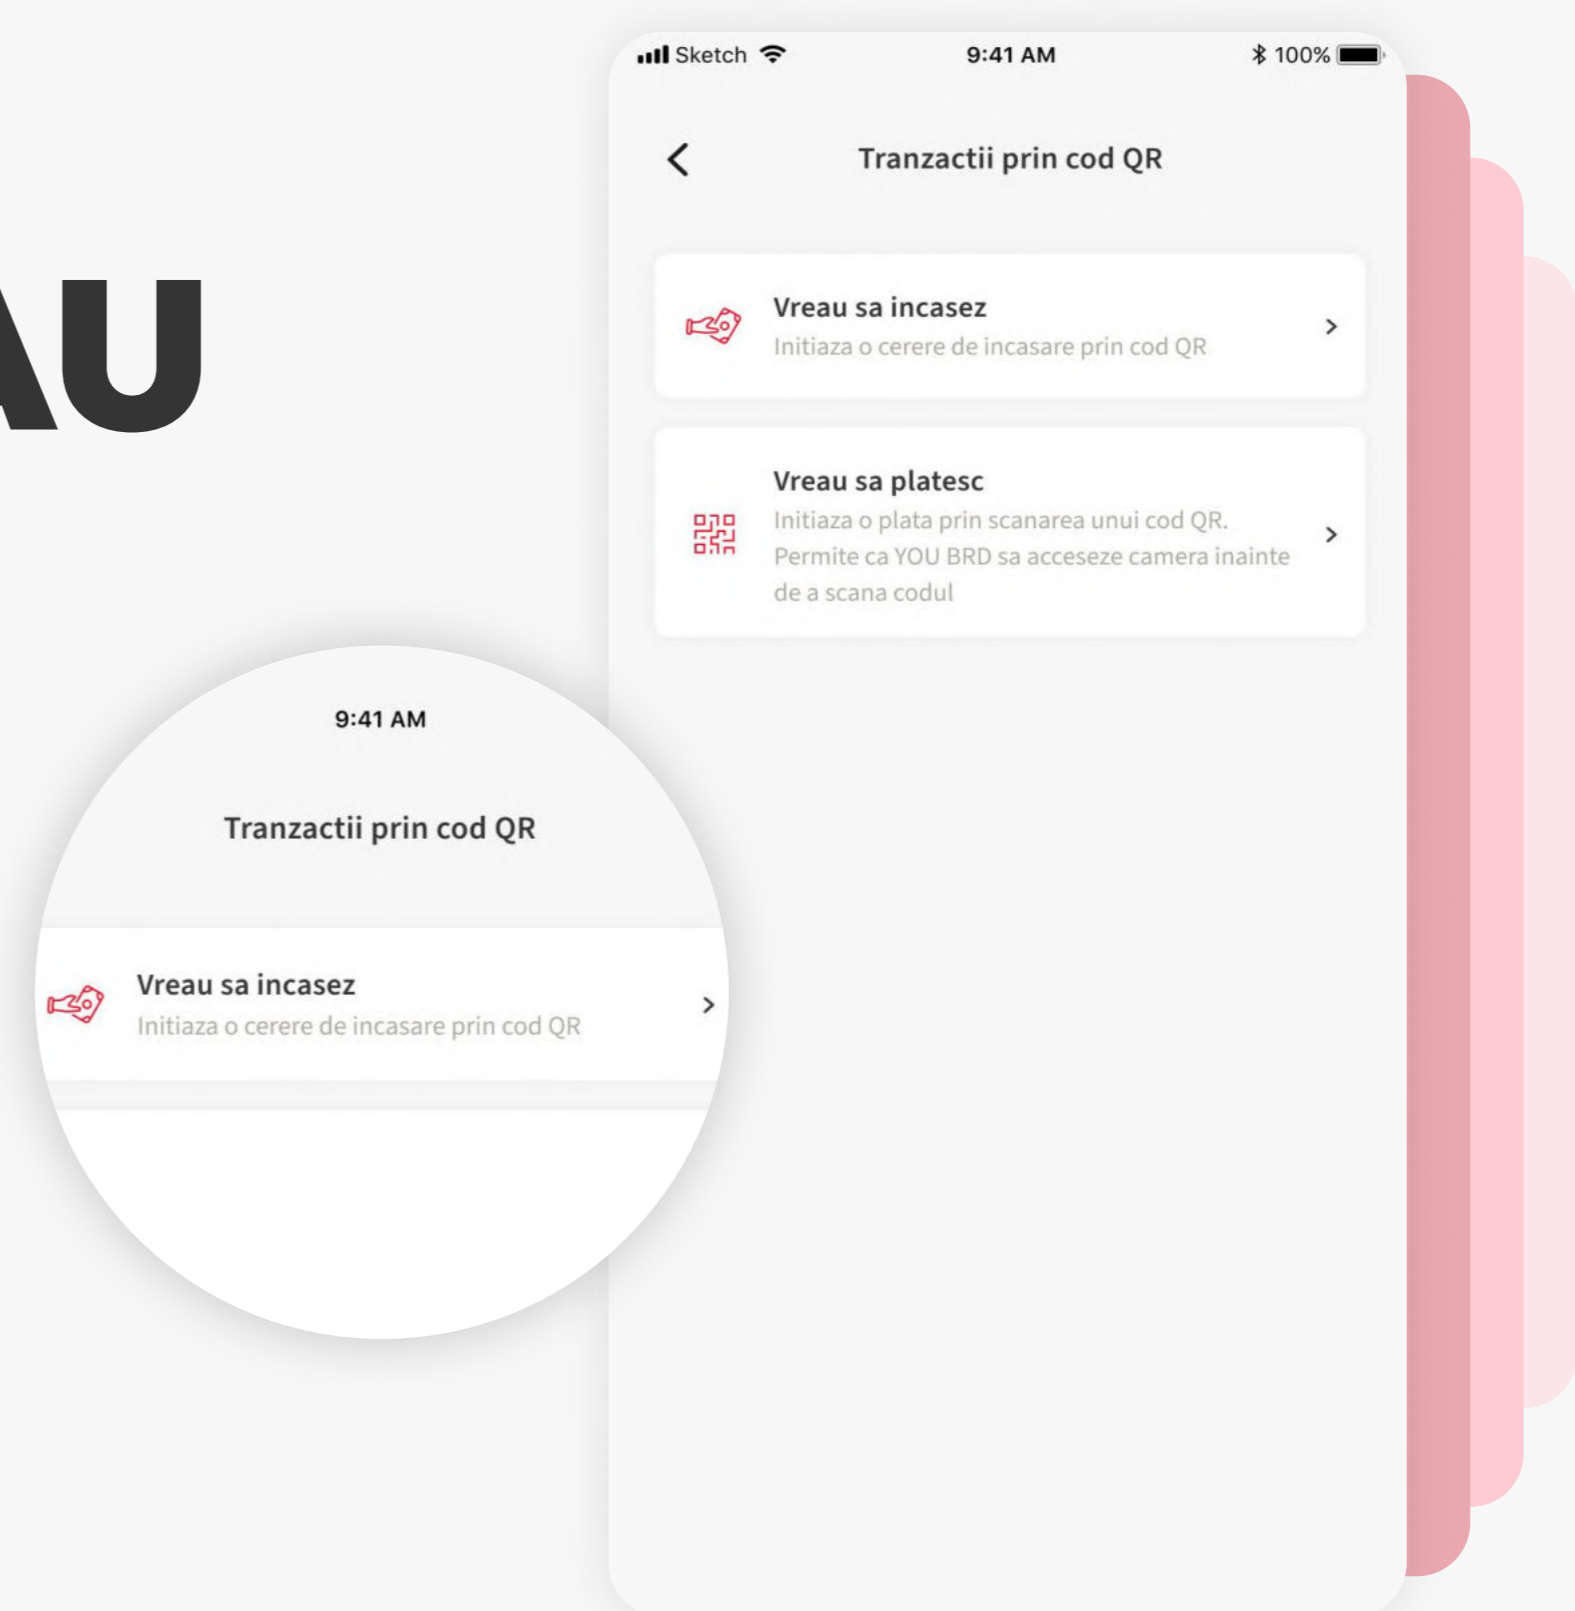 AU
Sketch 9:41 AM 100%
Tranzactii prin cod QR
Vreau sa incasez
Initiaza o cerere de incasare prin cod QR
Vreau sa platesc
Initiaza o plata prin scanarea unui cod QR.
Permite ca YOU BRD sa acceseze camera inainte
de a scana codul
9:41 AM
Tranzactii prin cod QR
Vreau sa incasez
Initiaza o cerere de incasare prin cod QR